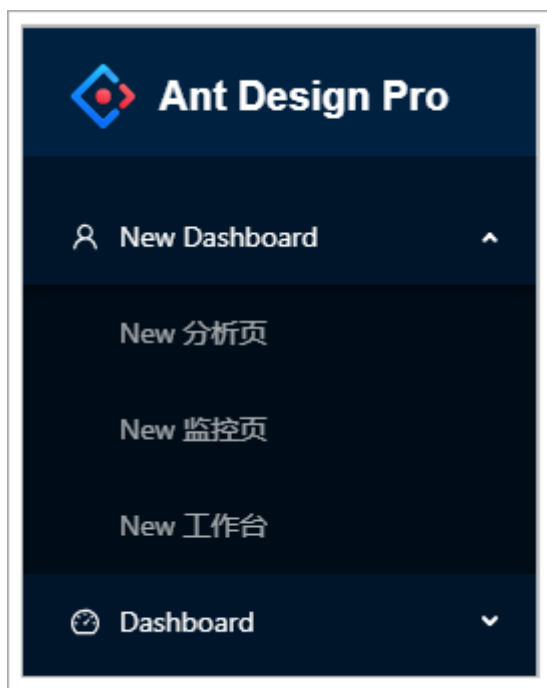 Ant Design Pro
New Dashboard
New 分析页
New 监控页
New 工作台
Dashboard